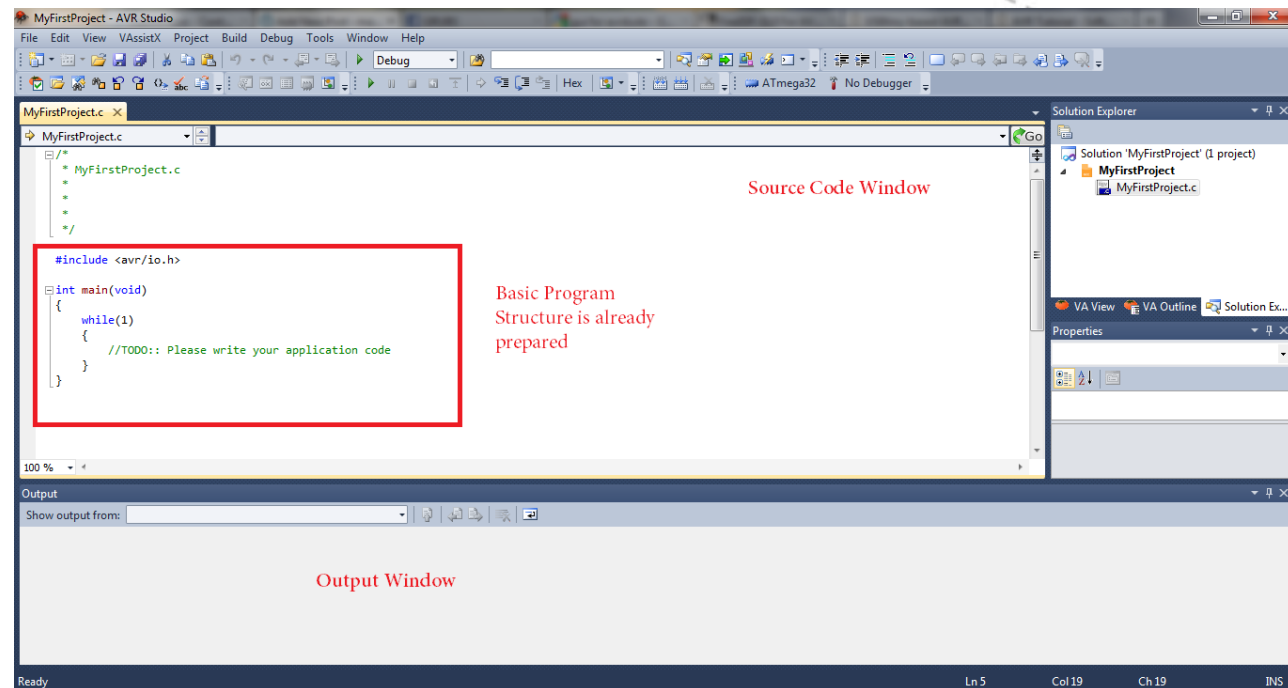 MyFirstProject - AVR Studio
File Edit View VAssistX Project Build Debug Tools Window Help
Debug
Hex ATmega32 No Debugger
MyFirstProject.c
Solution Explorer
MyFirstProject.c
Go
/*
* MyFirstProject.c
*
*
*
*/
#include <avr/io.h>
int main(void)
{
while(1)
{
//TODO:: Please write your application code
}
}
Source Code Window
Basic Program
Structure is already
prepared
Solution 'MyFirstProject' (1 project)
MyFirstProject
MyFirstProject.c
VA View VA Outline Solution Ex...
Properties
100 %
Output
Show output from:
Output Window
Ready Ln 5 Col 19 Ch 19 INS